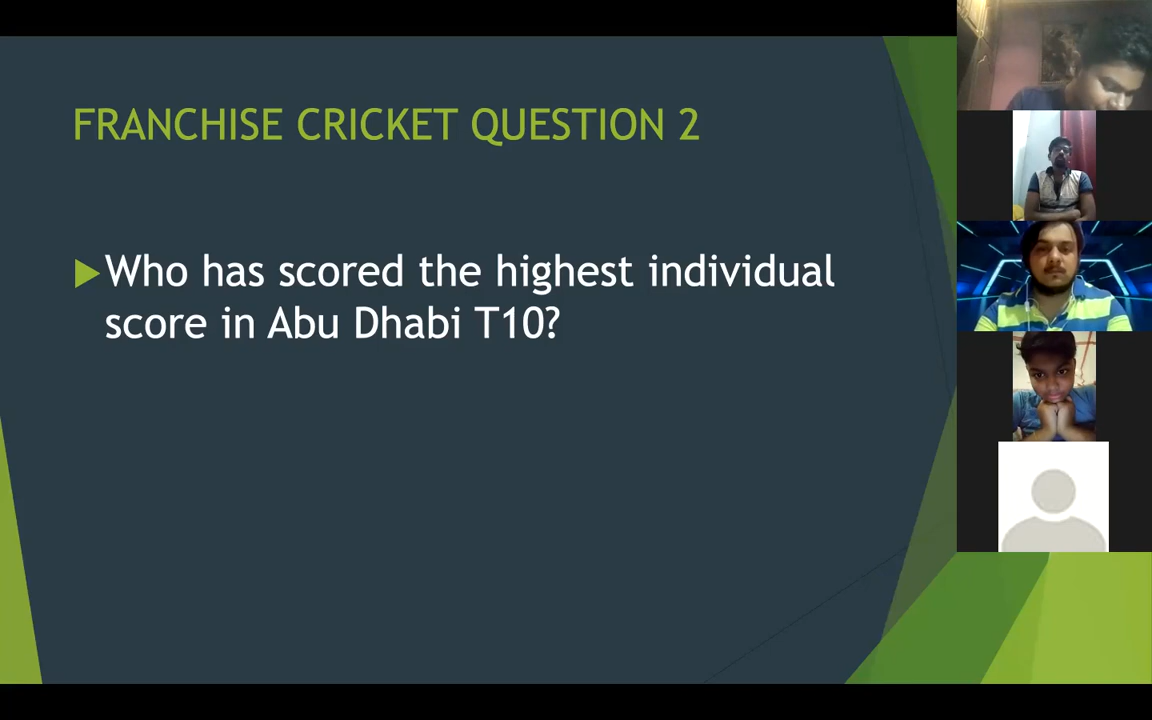 FRANCHISE CRICKET QUESTION 2
Who has scored the highest individual
score in Abu Dhabi T10?